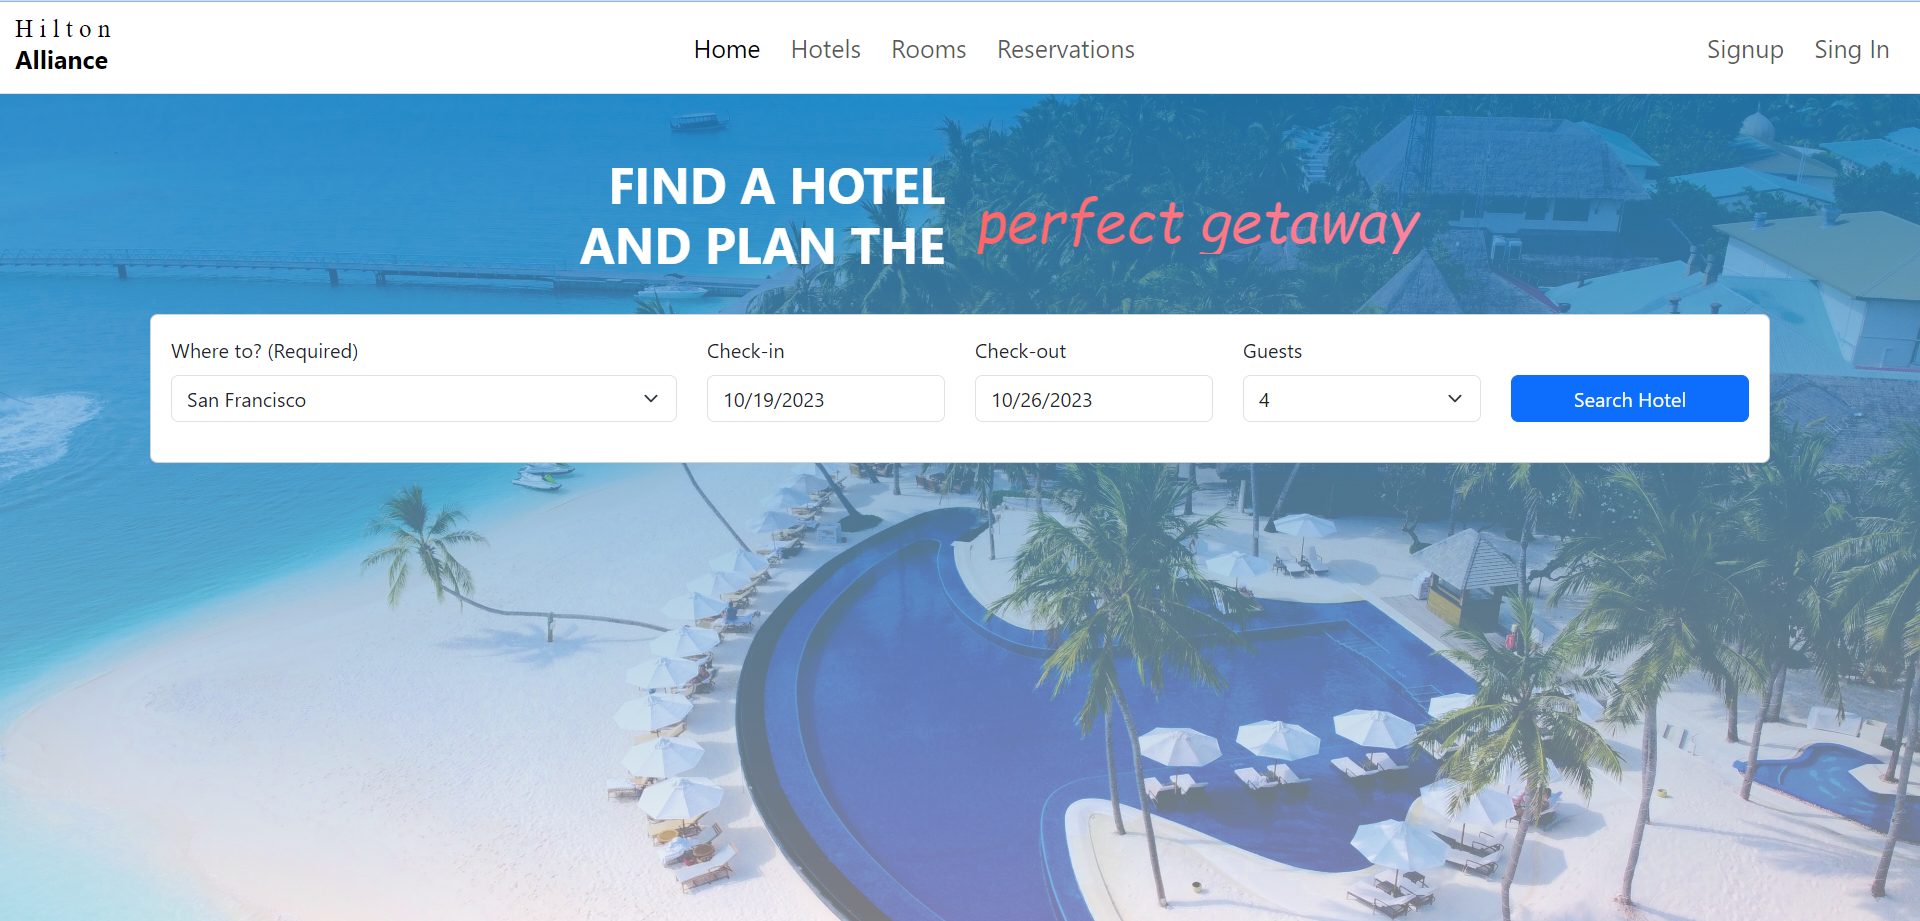 Hilton
Alliance
Home Hotels Rooms Reservations
Signup Sing In
FIND A HOTEL
AND PLAN THE
perfect getaway
Where to? (Required) Check-in Check-out Guests
San Francisco 10/19/2023 10/26/2023 4 Search Hotel